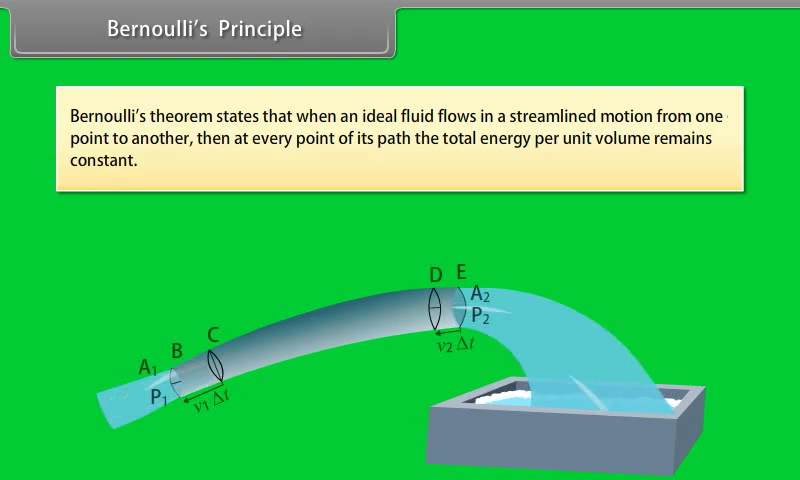 Bernoulli's Principle
Bernoulli's theorem states that when an ideal fluid flows in a streamlined motion from one
point to another, then at every point of its path the total energy per unit volume remains
constant.
D E
A2
P2
v2 Δt
C
B
A1
P1
v1 Δt